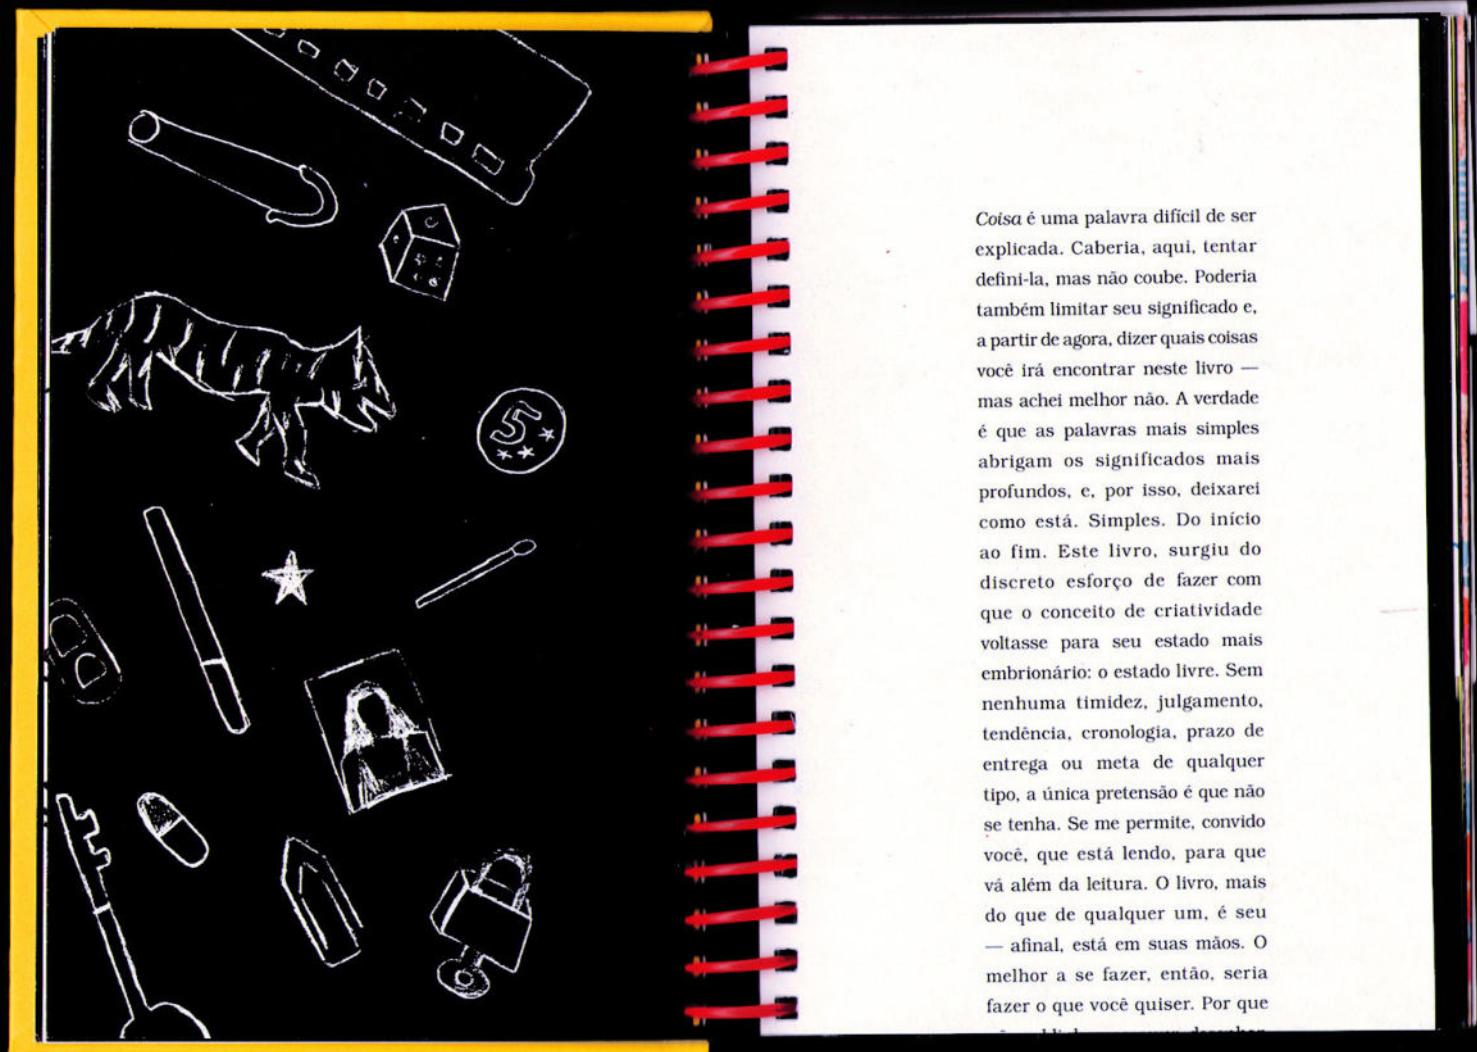 5
Coisa é uma palavra difícil de ser
explicada. Caberia, aqui, tentar
defini-la, mas não coube. Poderia
também limitar seu significado e,
a partir de agora, dizer quais coisas
você irá encontrar neste livro —
mas achei melhor não. A verdade
é que as palavras mais simples
abrigam os significados mais
profundos, e, por isso, deixarei
como está. Simples. Do início
ao fim. Este livro, surgiu do
discreto esforço de fazer com
que o conceito de criatividade
voltasse para seu estado mais
embrionário: o estado livre. Sem
nenhuma timidez, julgamento,
tendência, cronologia, prazo de
entrega ou meta de qualquer
tipo, a única pretensão é que não
se tenha. Se me permite, convido
você, que está lendo, para que
vá além da leitura. O livro, mais
do que de qualquer um, é seu
— afinal, está em suas mãos. O
melhor a se fazer, então, seria
fazer o que você quiser. Por que